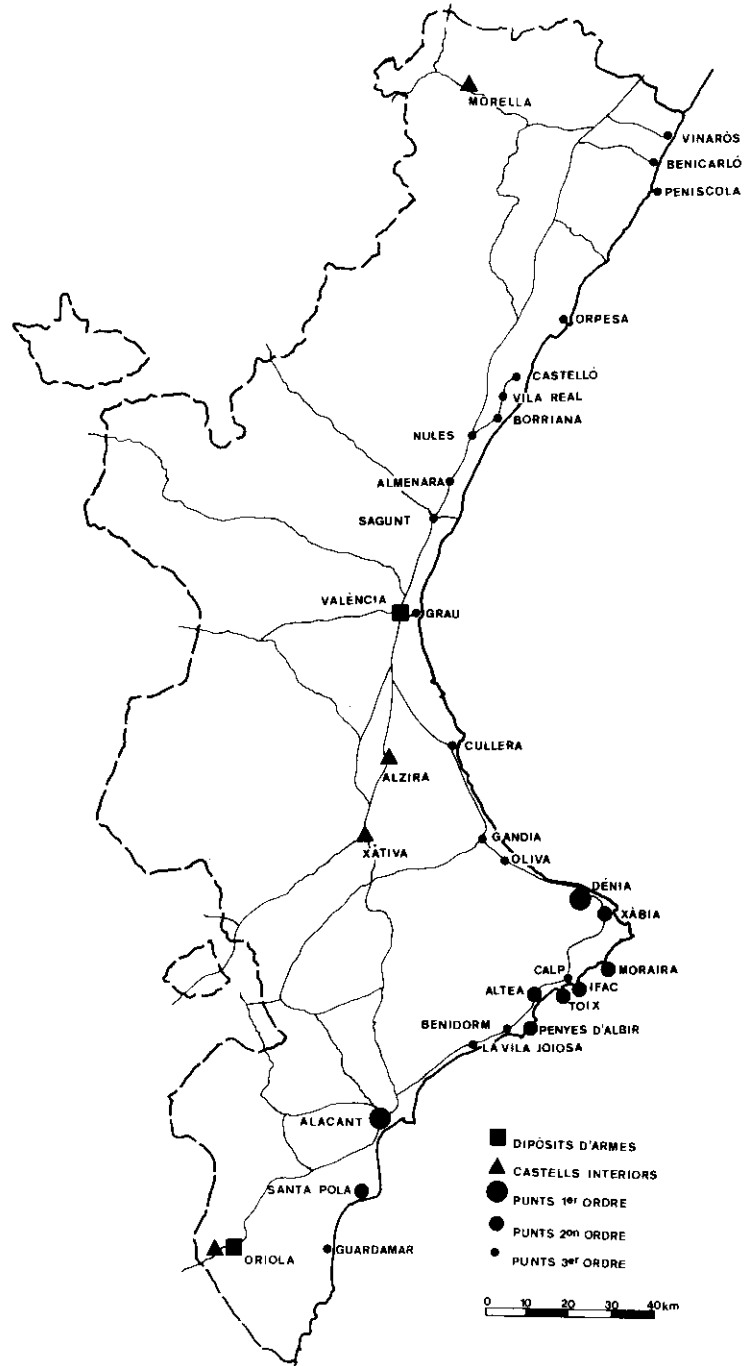 MORELLA
VINARÒS
BENICARLÓ
PENISCOLA
ORPESA
CASTELLÓ
VILA REAL
BORRIANA
NULES
ALMENARA
SAGUNT
VALÈNCIA
GRAU
CULLERA
ALZIRA
GANDIA
XÀTIVA
OLIVA
DÉNIA
XÀBIA
MORAIRA
CALP
IFAC
ALTEA
TOIX
BENIDORM
PENYES D'ALBIR
LA VILA JOIOSA
ALACANT
DIPÒSITS D'ARMES
CASTELLS INTERIORS
SANTA POLA
PUNTS 1er ORDRE
PUNTS 2on ORDRE
ORIOLA
GUARDAMAR
PUNTS 3er ORDRE
0 10 20 30 40 km